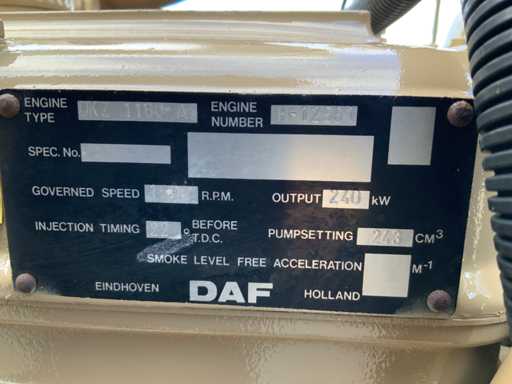 ENGINE TYPE
ENGINE NUMBER
SPEC. No.
GOVERNED SPEED R.P.M. OUTPUT 240 kW
INJECTION TIMING 22° BEFORE T.D.C. PUMPSETTING 243 CM³
SMOKE LEVEL FREE ACCELERATION M⁻¹
EINDHOVEN DAF HOLLAND